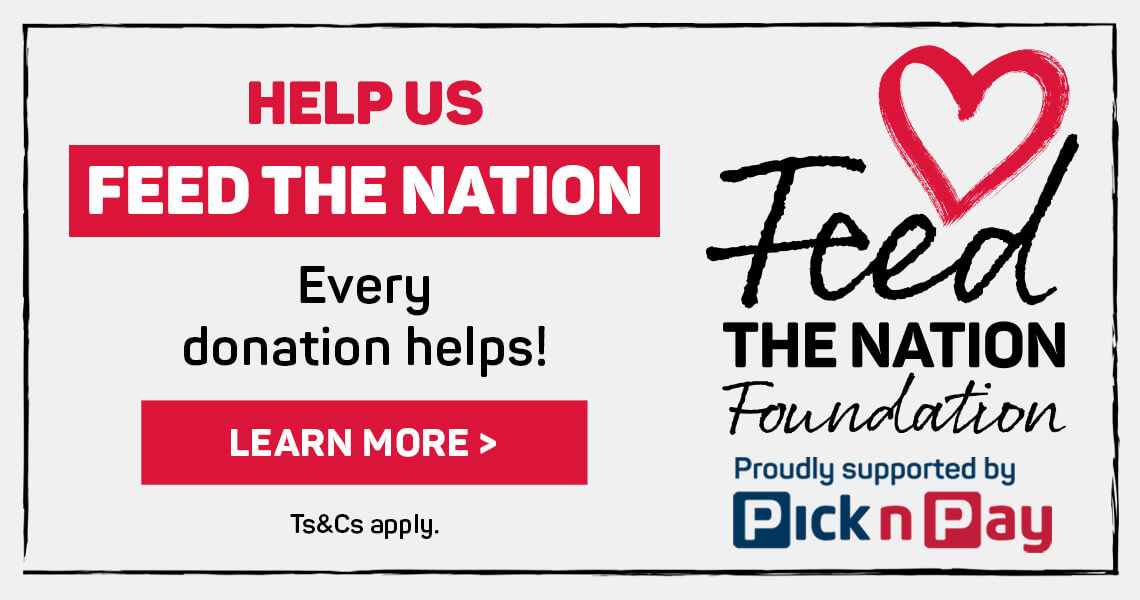 HELP US
FEED THE NATION
Every
donation helps!
LEARN MORE >
Ts&Cs apply.
Feed
THE NATION
Foundation
Proudly supported by
Pick n Pay